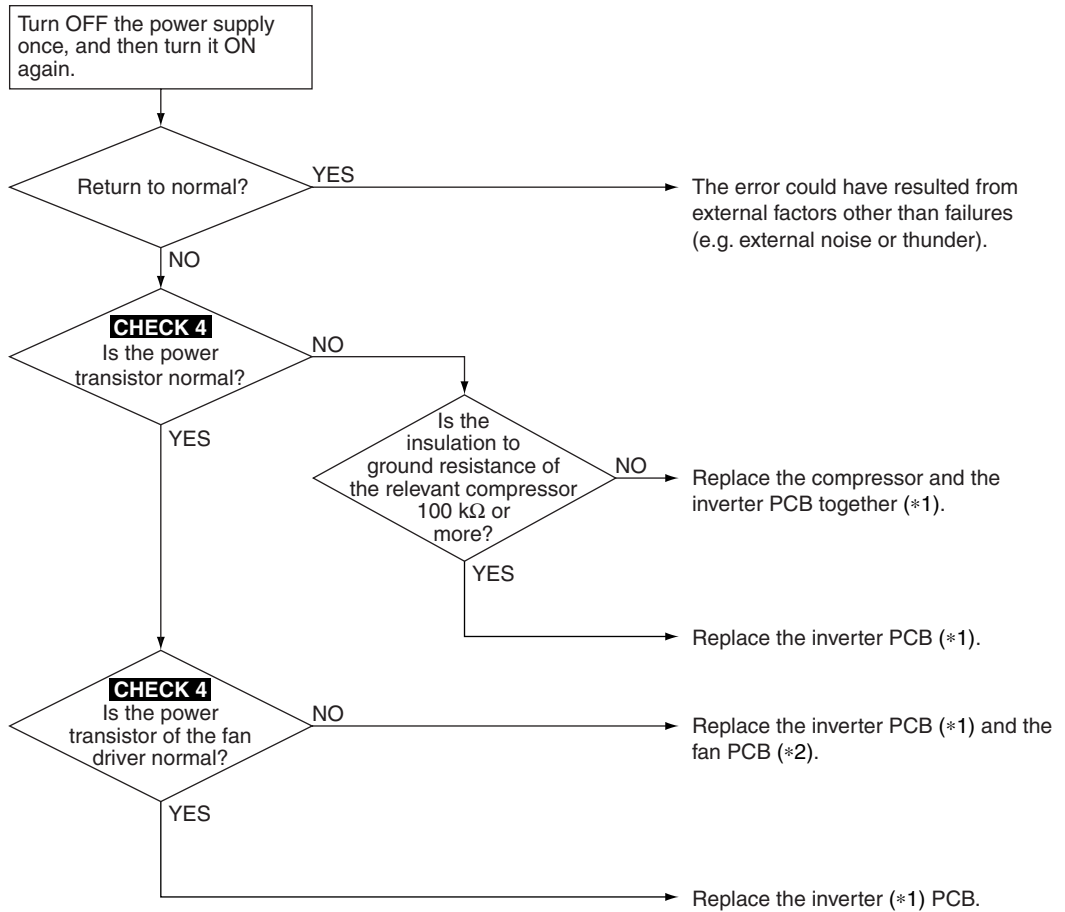 Turn OFF the power supply
once, and then turn it ON
again.
Return to normal?
YES
The error could have resulted from
external factors other than failures
(e.g. external noise or thunder).
NO
CHECK 4
Is the power
transistor normal?
NO
YES
Is the
insulation to
ground resistance of
the relevant compressor
100 kΩ or
more?
NO
Replace the compressor and the
inverter PCB together (*1).
YES
Replace the inverter PCB (*1).
CHECK 4
Is the power
transistor of the fan
driver normal?
NO
Replace the inverter PCB (*1) and the
fan PCB (*2).
YES
Replace the inverter (*1) PCB.